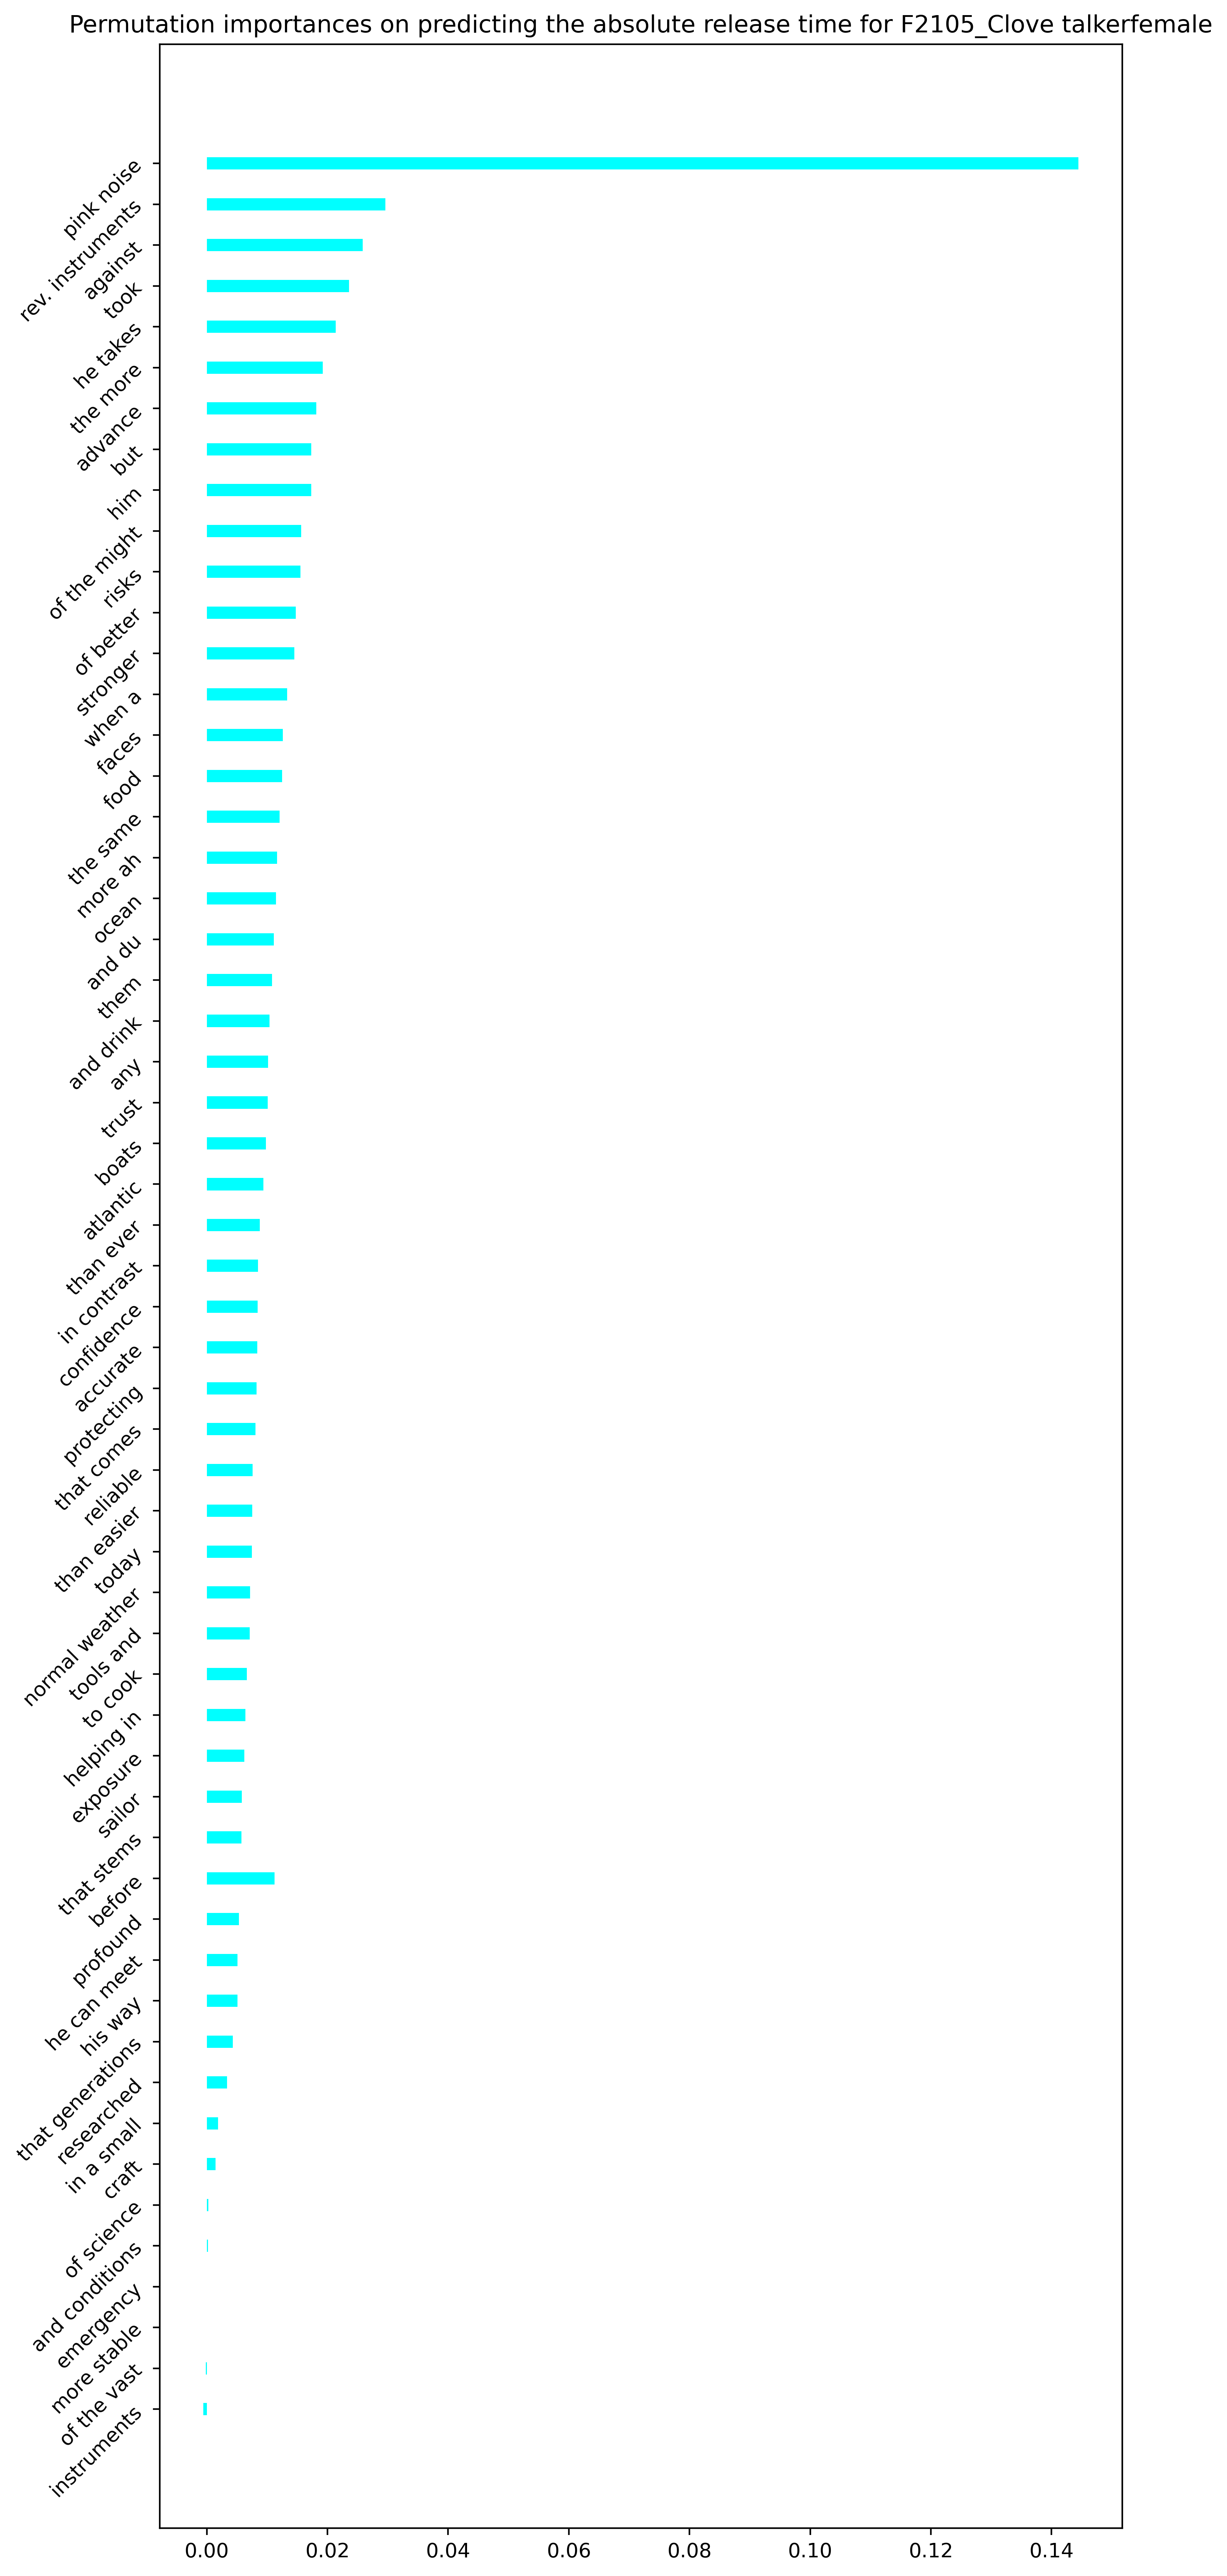 Permutation importances on predicting the absolute release time for F2105_Clove talkerfemale
pink noise
rev. instruments
against
took
he takes
the more
advance
but
him
of the might
risks
of better
stronger
when a
faces
food
the same
more ah
ocean
and du
them
and drink
any
trust
boats
atlantic
than ever
in contrast
confidence
accurate
protecting
that comes
reliable
than easier
today
normal weather
tools and
to cook
helping in
exposure
sailor
that stems
before
profound
he can meet
his way
that generations
researched
in a small
craft
of science
and conditions
emergency
more stable
of the vast
instruments
0.00 0.02 0.04 0.06 0.08 0.10 0.12 0.14